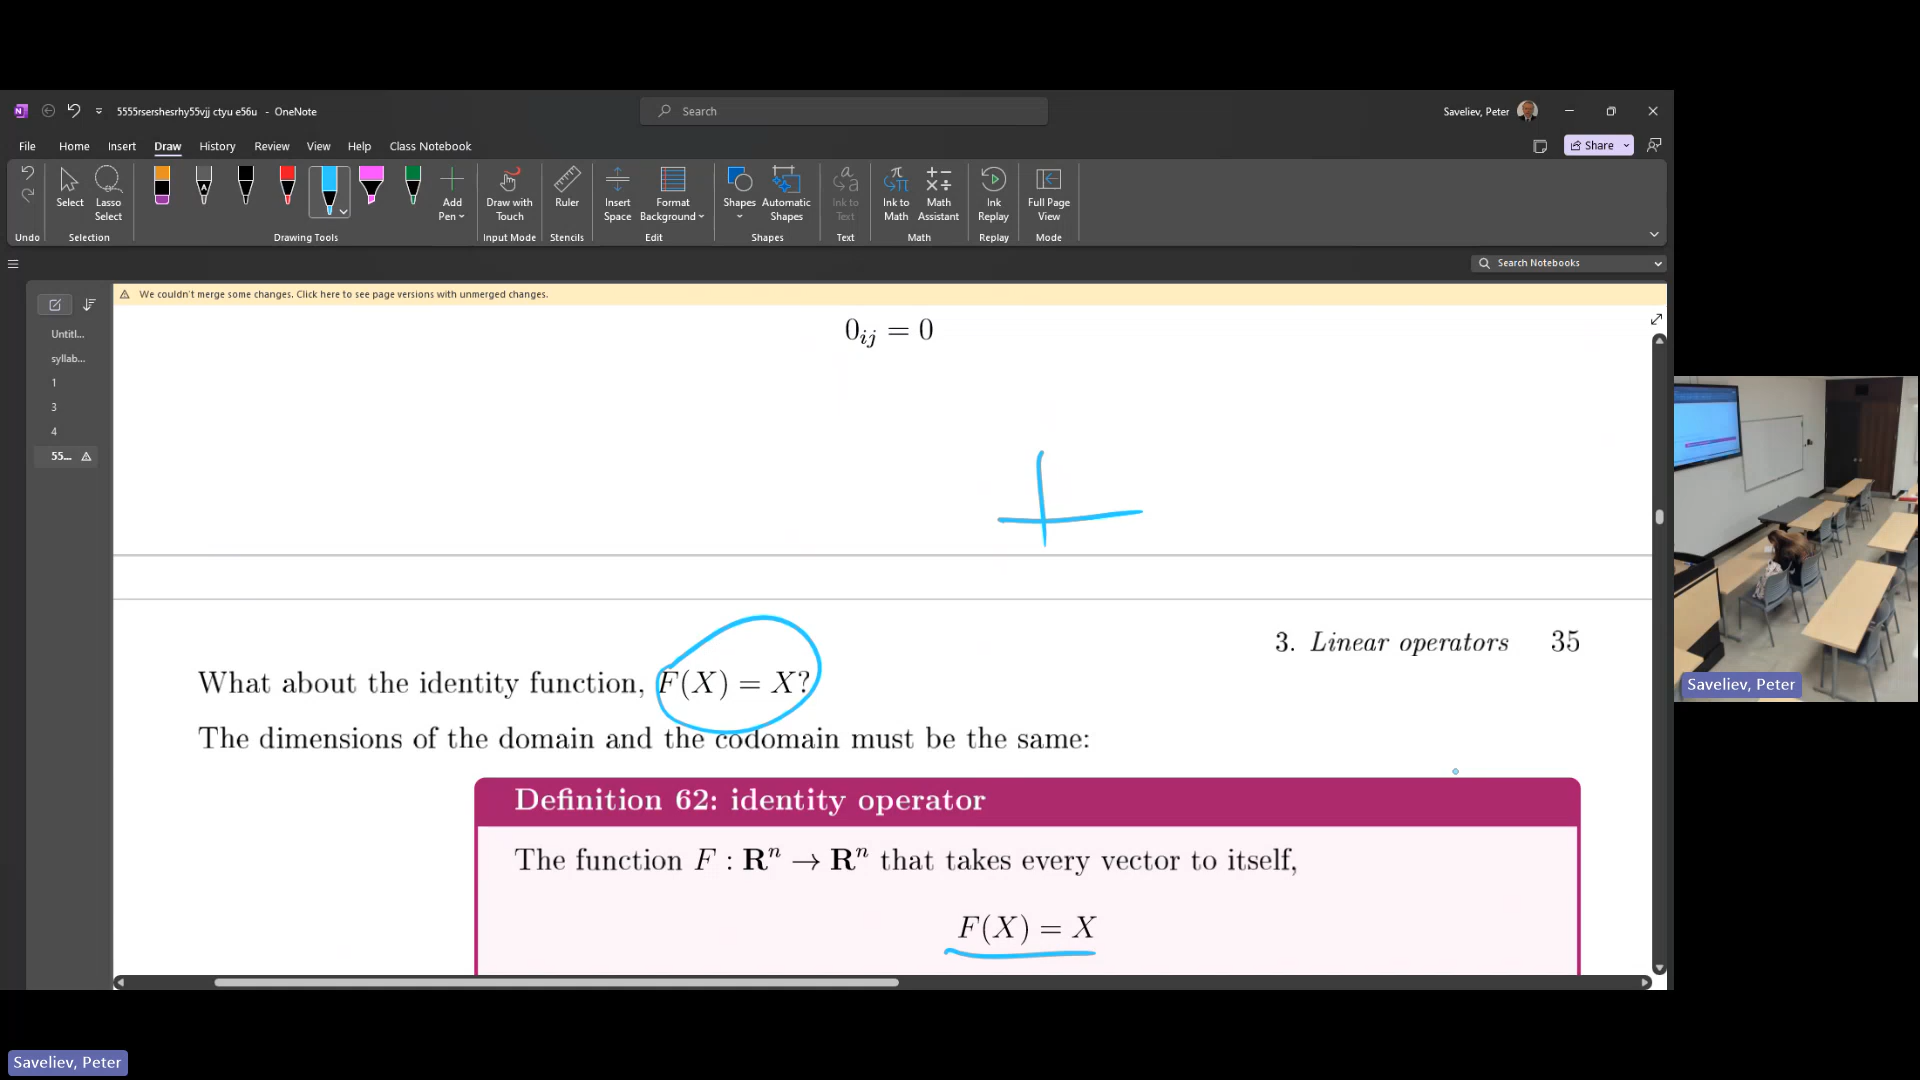 5555rsershesrhy55vjj ctyu e56u - OneNote
Search
Saveliev, Peter
File Home Insert Draw History Review View Help Class Notebook
Share
Select
Lasso Select
Add Pen
Draw with Touch
Ruler
Insert Space
Format Background
Shapes
Automatic Shapes
Ink to Text
Ink to Math
Math Assistant
Ink Replay
Full Page View
Undo Selection Drawing Tools Input Mode Stencils Edit Shapes Text Math Replay Mode
Search Notebooks
We couldn't merge some changes. Click here to see page versions with unmerged changes.
Untitl...
syllab...
1
3
4
55...
0_{ij} = 0
3. Linear operators 35
What about the identity function, F(X) = X?
The dimensions of the domain and the codomain must be the same:
Definition 62: identity operator
The function F : R^n → R^n that takes every vector to itself,
F(X) = X
Saveliev, Peter
Saveliev, Peter